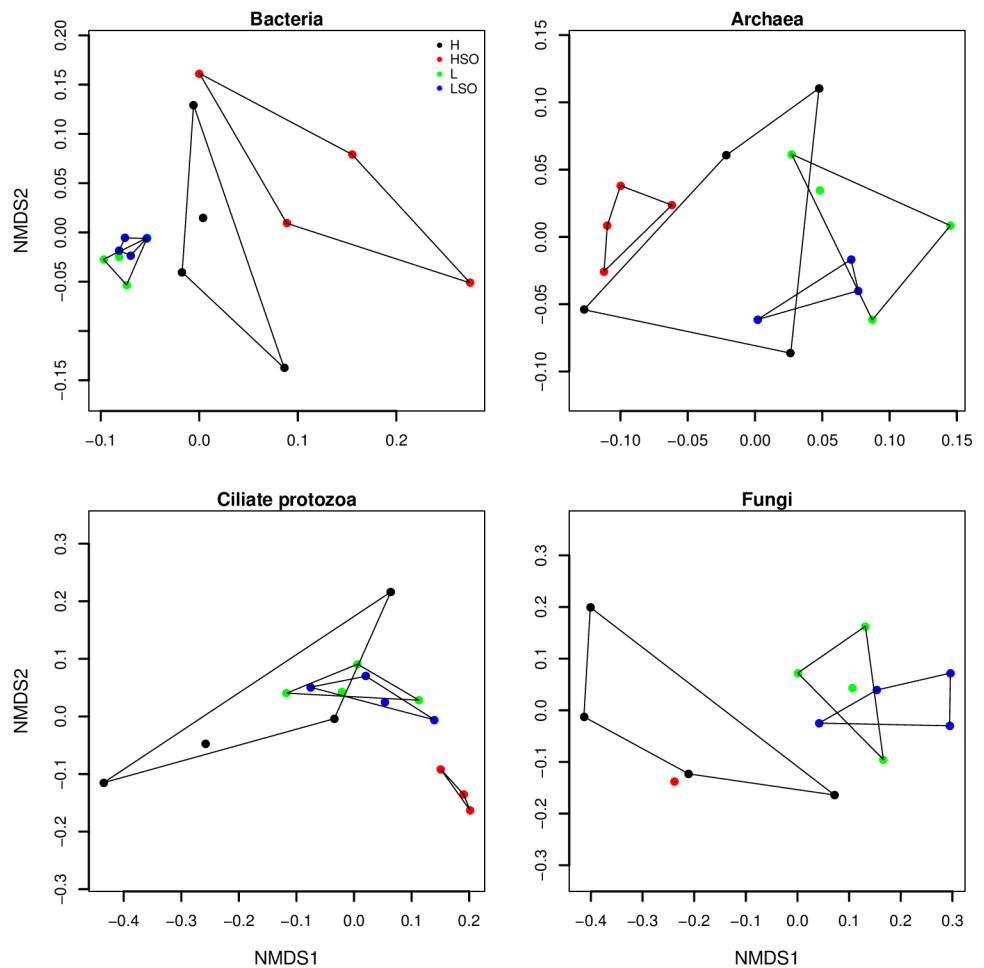 Bacteria
NMDS2
0.20
0.15
0.10
0.05
0.00
−0.05
−0.15
H
HSO
L
LSO
−0.1 0.0 0.1 0.2
Archaea
0.15
0.10
0.05
0.00
−0.05
−0.10
−0.10 −0.05 0.00 0.05 0.10 0.15
Ciliate protozoa
NMDS2
0.3
0.2
0.1
0.0
−0.1
−0.2
−0.3
−0.4 −0.3 −0.2 −0.1 0.0 0.1 0.2
NMDS1
Fungi
0.3
0.2
0.1
0.0
−0.1
−0.2
−0.3
−0.4 −0.3 −0.2 −0.1 0.0 0.1 0.2 0.3
NMDS1